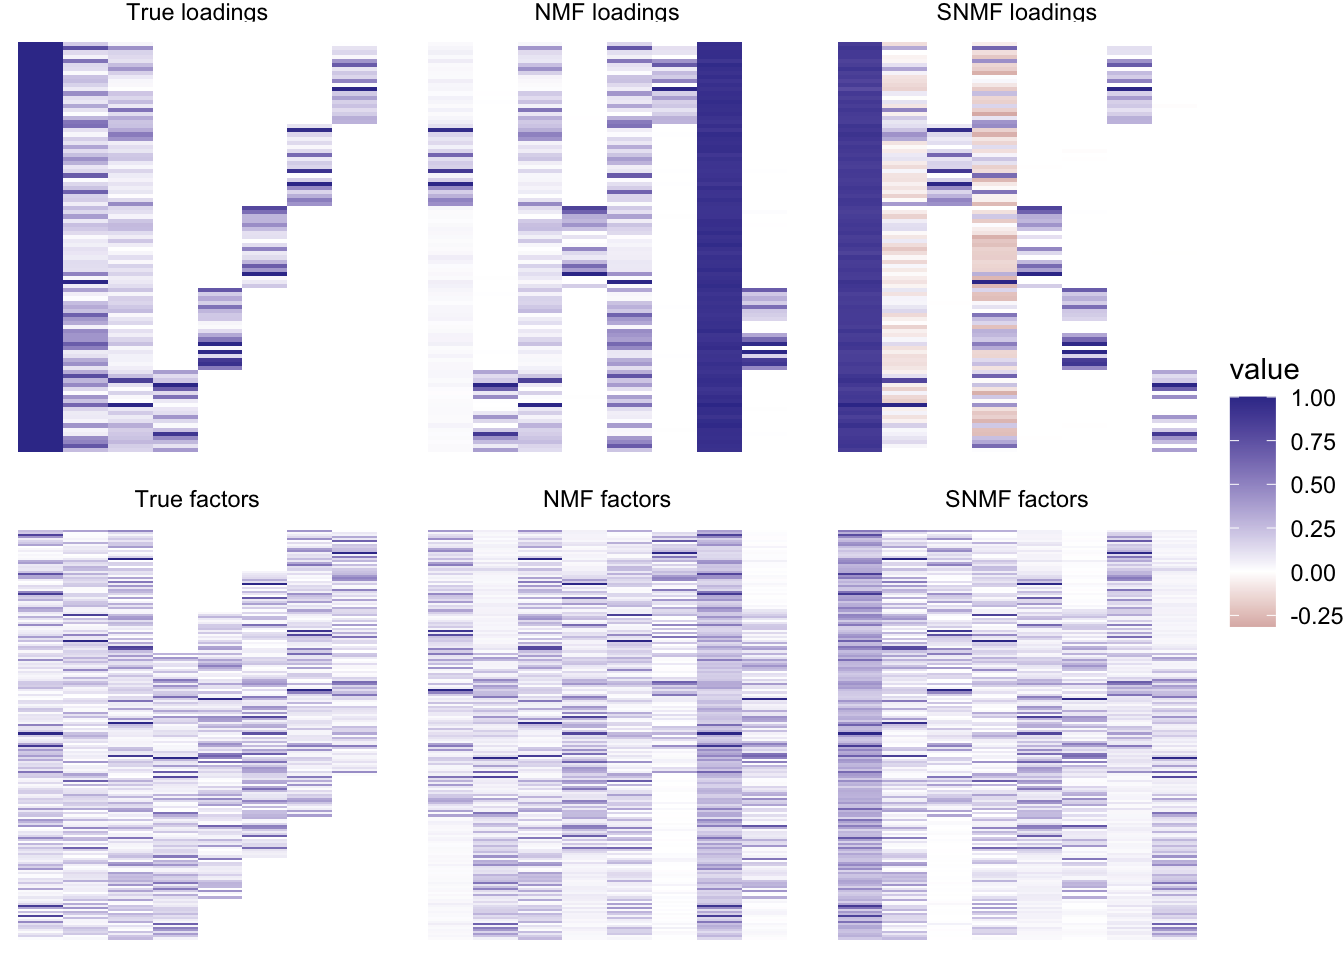 True loadings
NMF loadings
SNMF loadings
True factors
NMF factors
SNMF factors
value
1.00
0.75
0.50
0.25
0.00
-0.25